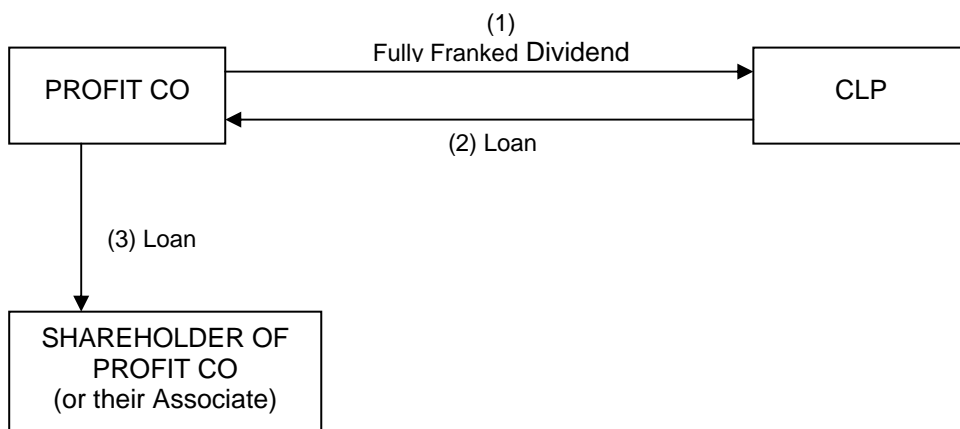 (1)
Fully Franked Dividend
PROFIT CO
CLP
(2) Loan
(3) Loan
SHAREHOLDER OF
PROFIT CO
(or their Associate)